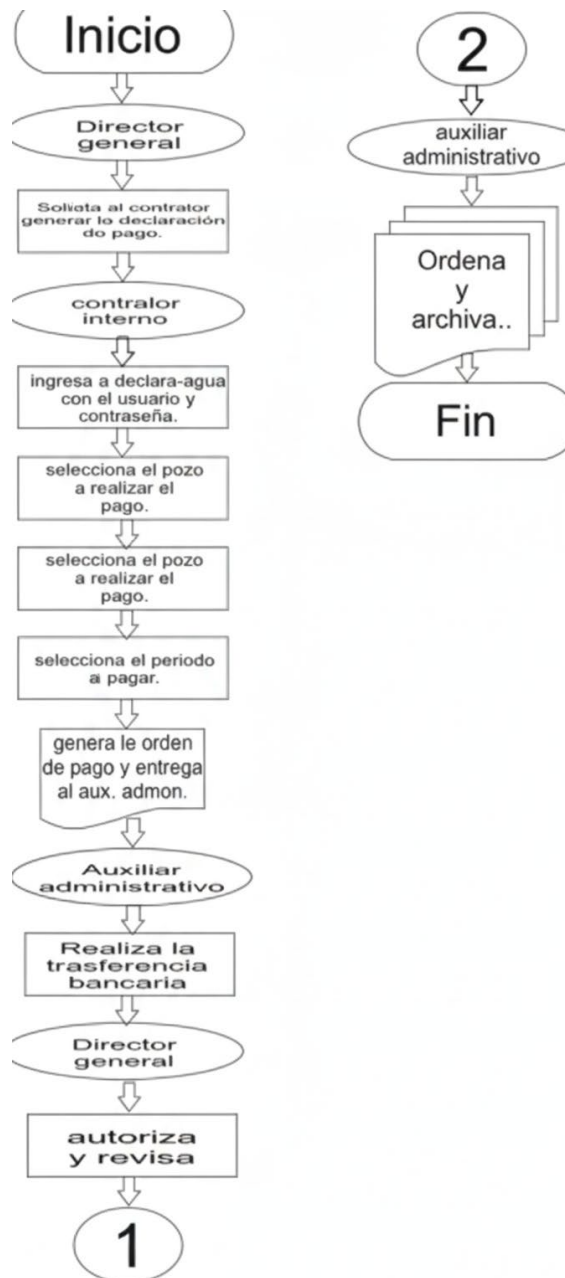 Inicio
Director
general
Soliiata al contrator
generar lo declaración
do pago.
contralor
interno
ingresa a declara-agua
con el usuario y
contraseña.
selecciona el pozo
a realizar el
pago.
selecciona el pozo
a realizar el
pago.
selecciona el periodo
a pagar.
genera le orden
de pago y entrega
al aux. admon.
Auxiliar
administrativo
Realiza la
trasferencia
bancaria
Director
general
autoriza
y revisa
1
2
auxiliar
administrativo
Ordena
y
archiva..
Fin